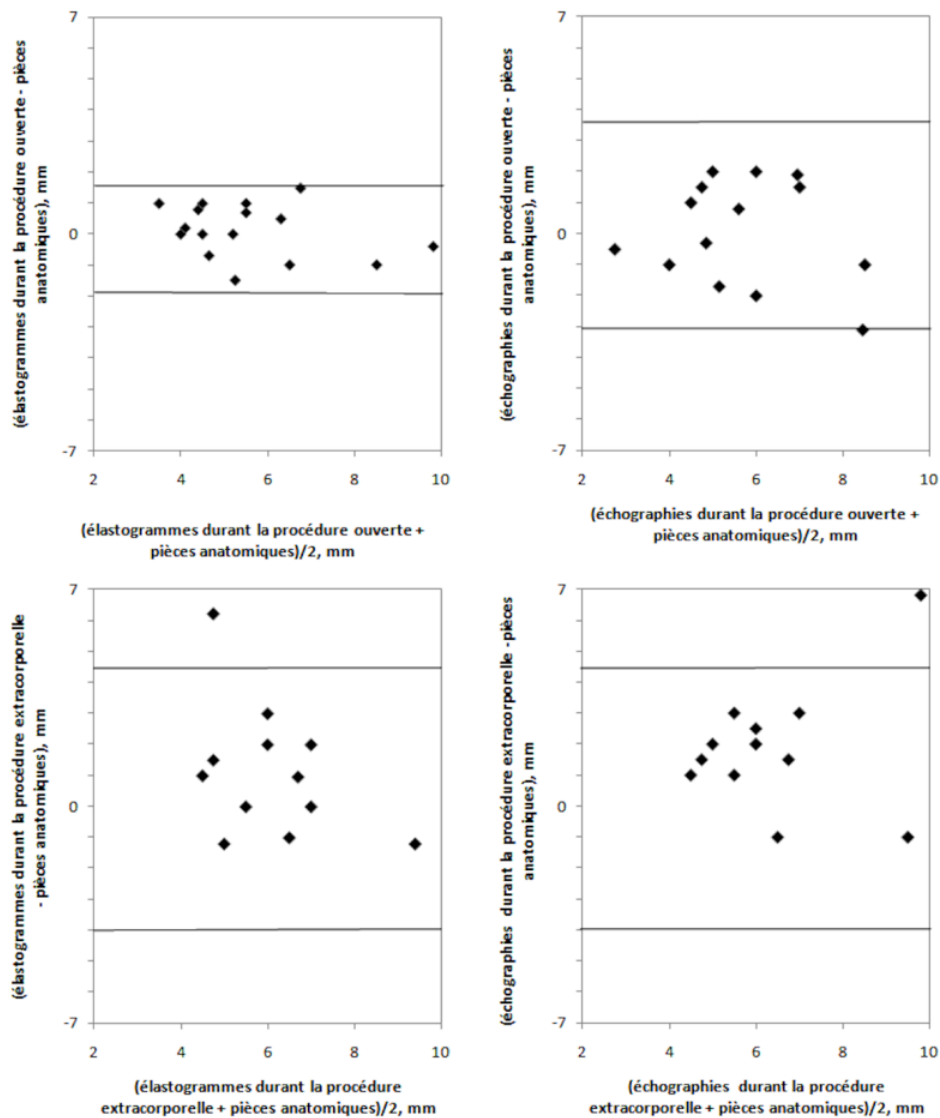 7
0
-7
2 4 6 8 10
(élastogrammes durant la procédure ouverte - pièces
anatomiques), mm
(élastogrammes durant la procédure ouverte +
pièces anatomiques)/2, mm
7
0
-7
2 4 6 8 10
(échographies durant la procédure ouverte - pièces
anatomiques), mm
(échographies durant la procédure ouverte +
pièces anatomiques)/2, mm
7
0
-7
2 4 6 8 10
(élastogrammes durant la procédure extracorporelle
- pièces anatomiques), mm
(élastogrammes durant la procédure
extracorporelle + pièces anatomiques)/2, mm
7
0
-7
2 4 6 8 10
(échographies durant la procédure extracorporelle -pièces
anatomiques), mm
(échographies durant la procédure
extracorporelle + pièces anatomiques)/2, mm